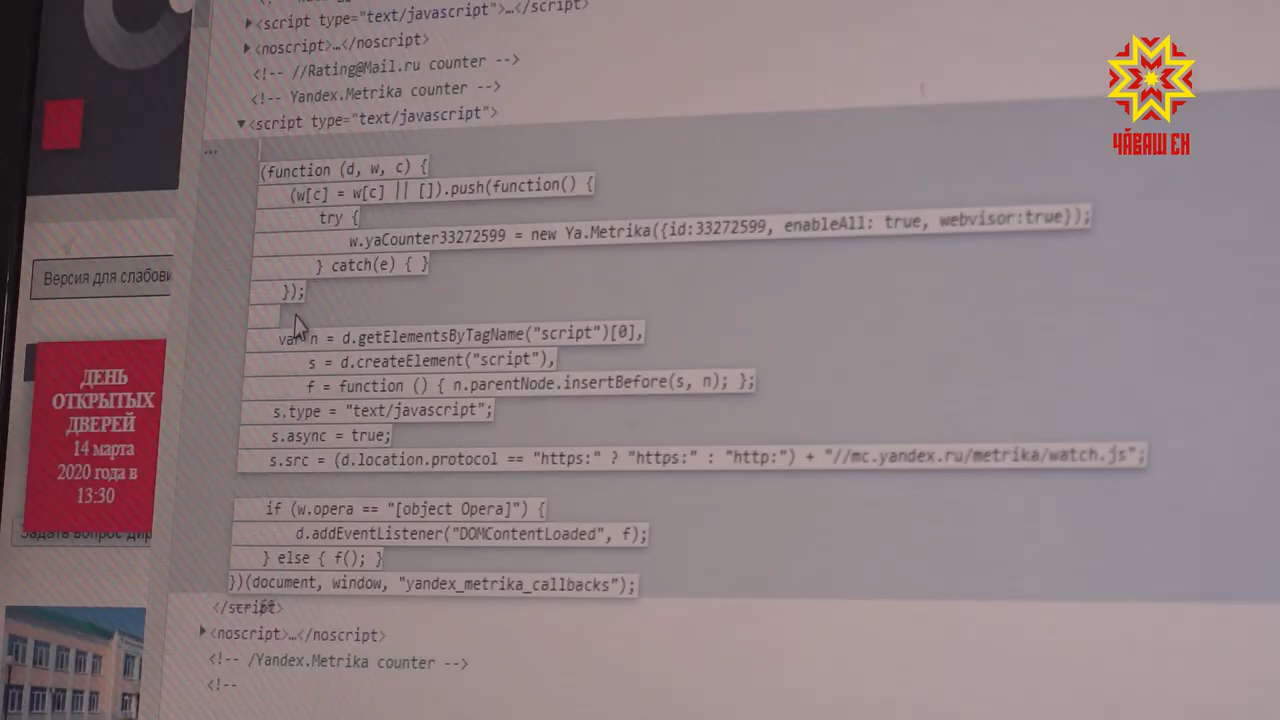 <script type="text/javascript">…</script>
<noscript>…</noscript>
<!-- //Rating@Mail.ru counter -->
<!-- Yandex.Metrika counter -->
<script type="text/javascript">
...
(function (d, w, c) {
(w[c] = w[c] || []).push(function() {
try {
w.yaCounter33272599 = new Ya.Metrika({id:33272599, enableAll: true, webvisor:true});
} catch(e) { }
});
var n = d.getElementsByTagName("script")[0],
s = d.createElement("script"),
f = function () { n.parentNode.insertBefore(s, n); };
s.type = "text/javascript";
s.async = true;
s.src = (d.location.protocol == "https:" ? "https:" : "http:") + "//mc.yandex.ru/metrika/watch.js";
if (w.opera == "[object Opera]") {
d.addEventListener("DOMContentLoaded", f);
} else { f(); }
})(document, window, "yandex_metrika_callbacks");
</script>
<noscript>…</noscript>
<!-- /Yandex.Metrika counter -->
<!--
Версия для слабови
ДЕНЬ
ОТКРЫТЫХ
ДВЕРЕЙ
14 марта
2020 года в
13:30
Задать вопрос дир
ЧӐВАШ ЕН